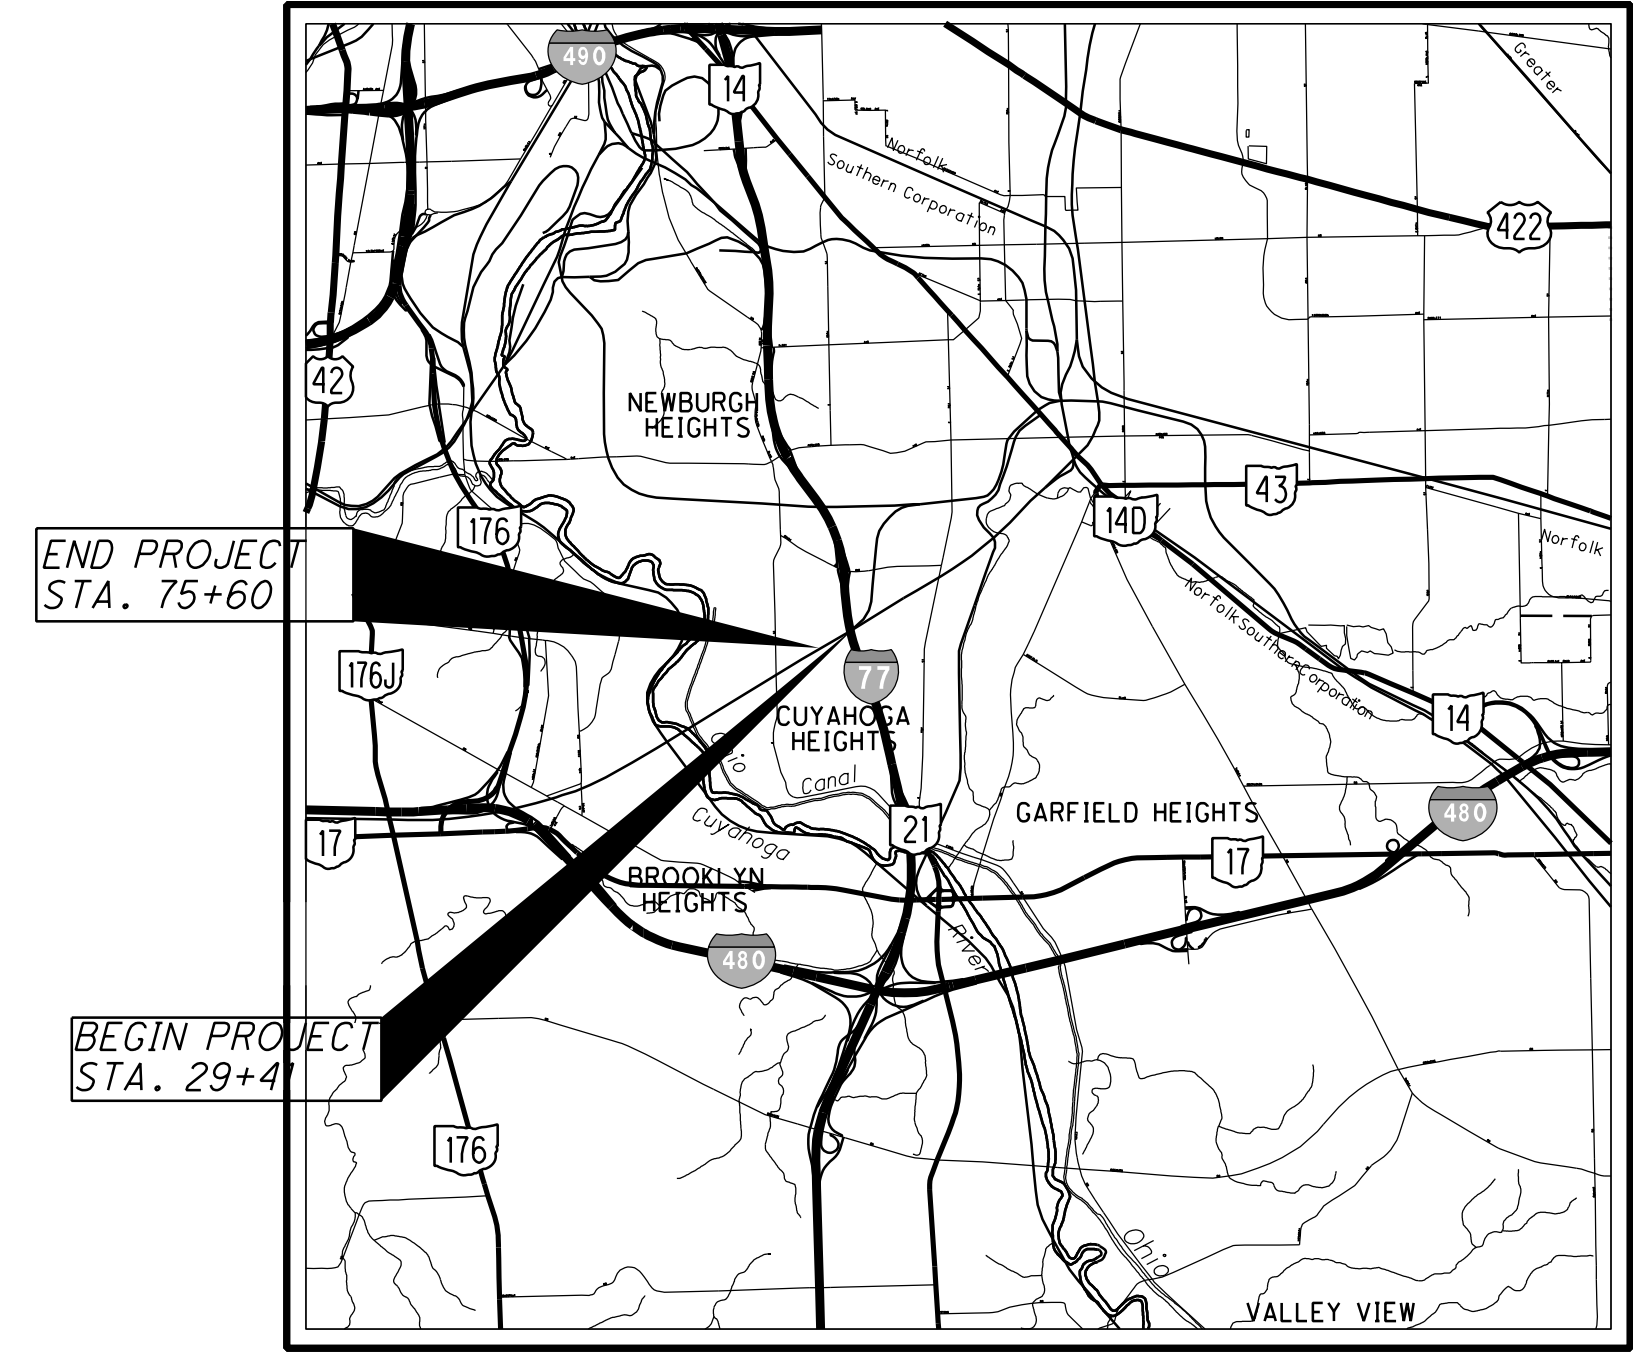 490
14
Greater
Norfolk
Southern Corporation
422
42
NEWBURGH
HEIGHTS
43
176
14D
END PROJECT
STA. 75+60
Norfolk
Norfolk Southern Corporation
176J
77
14
CUYAHOGA
HEIGHTS
Ohio
Canal
480
GARFIELD HEIGHTS
21
17
Cuyahoga
17
BROOKLYN
HEIGHTS
River
480
BEGIN PROJECT
STA. 29+41
176
Ohio
VALLEY VIEW